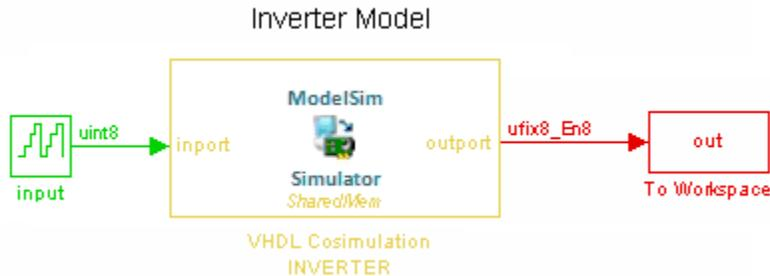 Inverter Model
ModelSim
uint8
inport
outport
ufix8_En8
out
Simulator
SharedMem
input
To Workspace
VHDL Cosimulation
INVERTER